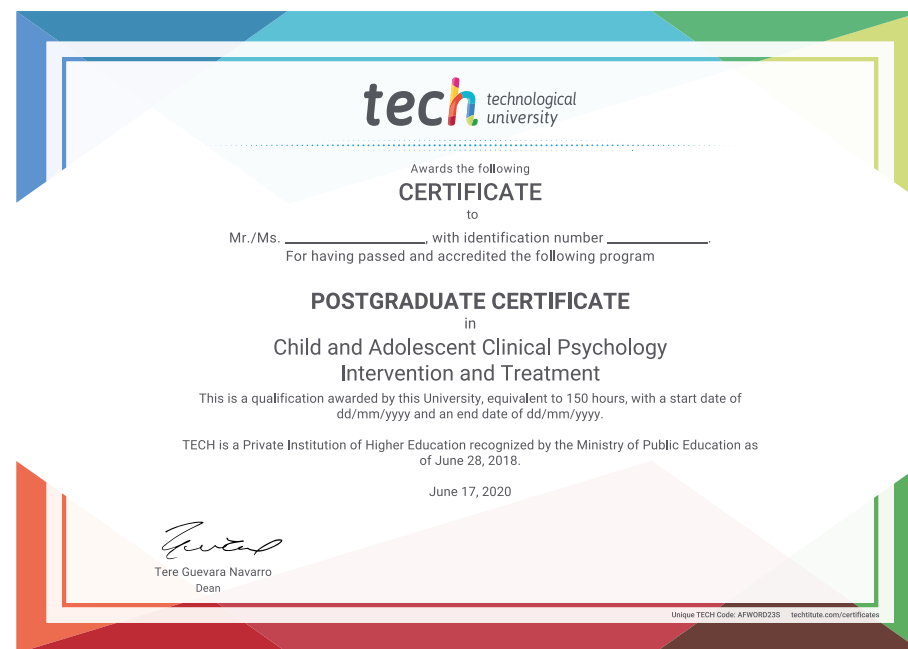 tech technological
university
Awards the following
CERTIFICATE
to
Mr./Ms. ____________________, with identification number ______________.
For having passed and accredited the following program
POSTGRADUATE CERTIFICATE
in
Child and Adolescent Clinical Psychology
Intervention and Treatment
This is a qualification awarded by this University, equivalent to 150 hours, with a start date of
dd/mm/yyyy and an end date of dd/mm/yyyy.
TECH is a Private Institution of Higher Education recognized by the Ministry of Public Education as
of June 28, 2018.
June 17, 2020
Tere Guevara Navarro
Dean
Unique TECH Code: AFWORD23S techtitute.com/certificates